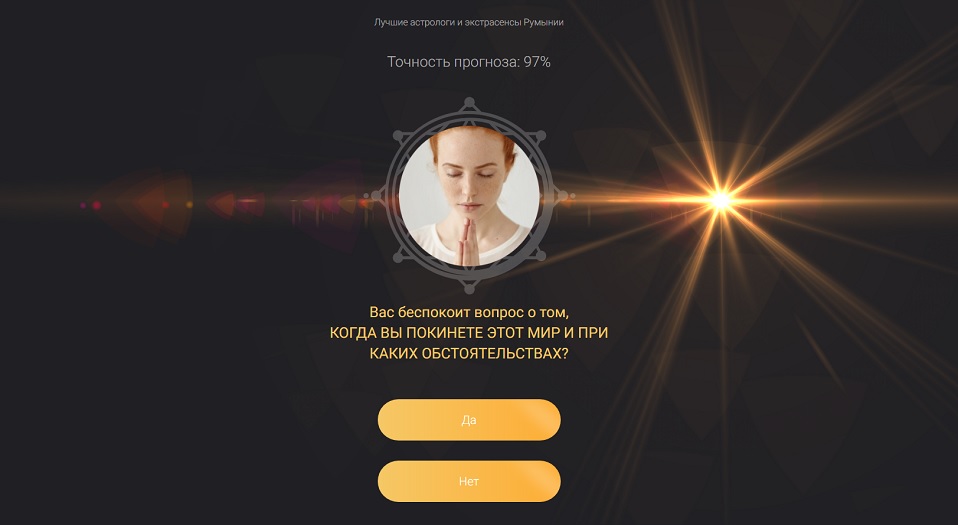 Лучшие астрологи и экстрасенсы Румынии
Точность прогноза: 97%
Вас беспокоит вопрос о том,
КОГДА ВЫ ПОКИНЕТЕ ЭТОТ МИР И ПРИ
КАКИХ ОБСТОЯТЕЛЬСТВАХ?
Да
Нет